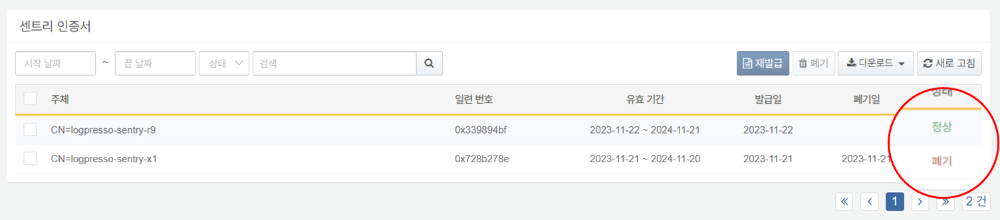 센트리 인증서
시작 날짜 ~ 끝 날짜 상태 검색 재발급 폐기 다운로드 새로 고침
주체 일련 번호 유효 기간 발급일 폐기일 상태
CN=logpresso-sentry-r9 0x339894bf 2023-11-22 ~ 2024-11-21 2023-11-22 정상
CN=logpresso-sentry-x1 0x728b278e 2023-11-21 ~ 2024-11-20 2023-11-21 2023-11-21 폐기
« ‹ 1 › » 2 건